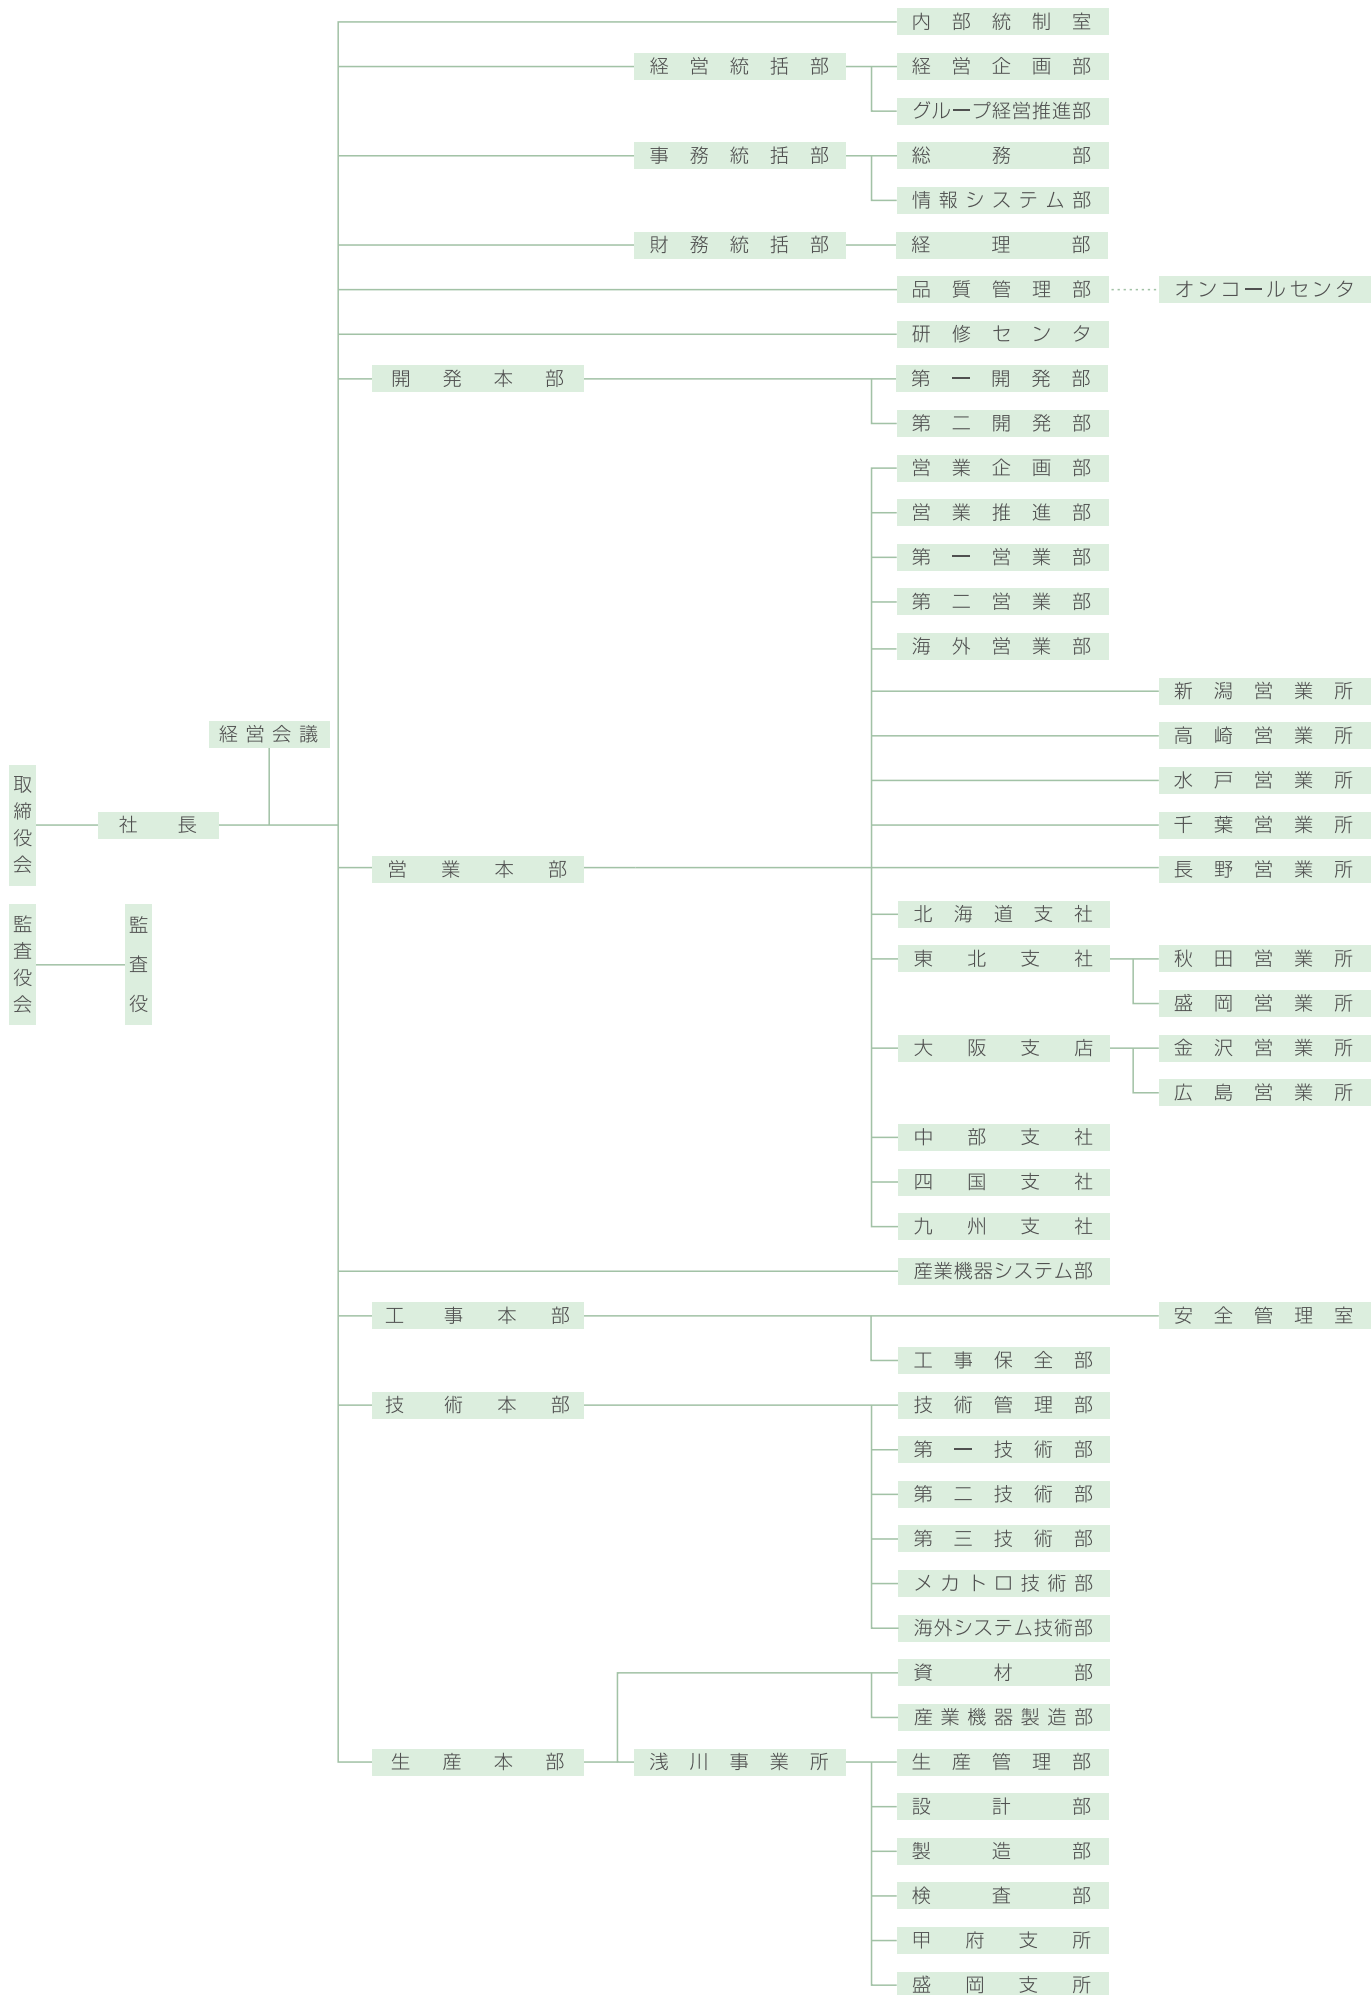 内部統制室
経営統括部
経営企画部
グループ経営推進部
事務統括部
総務部
情報システム部
財務統括部
経理部
品質管理部
オンコールセンタ
研修センタ
開発本部
第一開発部
第二開発部
営業企画部
営業推進部
第一営業部
第二営業部
海外営業部
新潟営業所
経営会議
高崎営業所
水戸営業所
取締役会
社長
千葉営業所
営業本部
長野営業所
監査役会
監査役
北海道支社
東北支社
秋田営業所
盛岡営業所
大阪支店
金沢営業所
広島営業所
中部支社
四国支社
九州支社
産業機器システム部
工事本部
安全管理室
工事保全部
技術本部
技術管理部
第一技術部
第二技術部
第三技術部
メカトロ技術部
海外システム技術部
資材部
産業機器製造部
生産本部
浅川事業所
生産管理部
設計部
製造部
検査部
甲府支所
盛岡支所